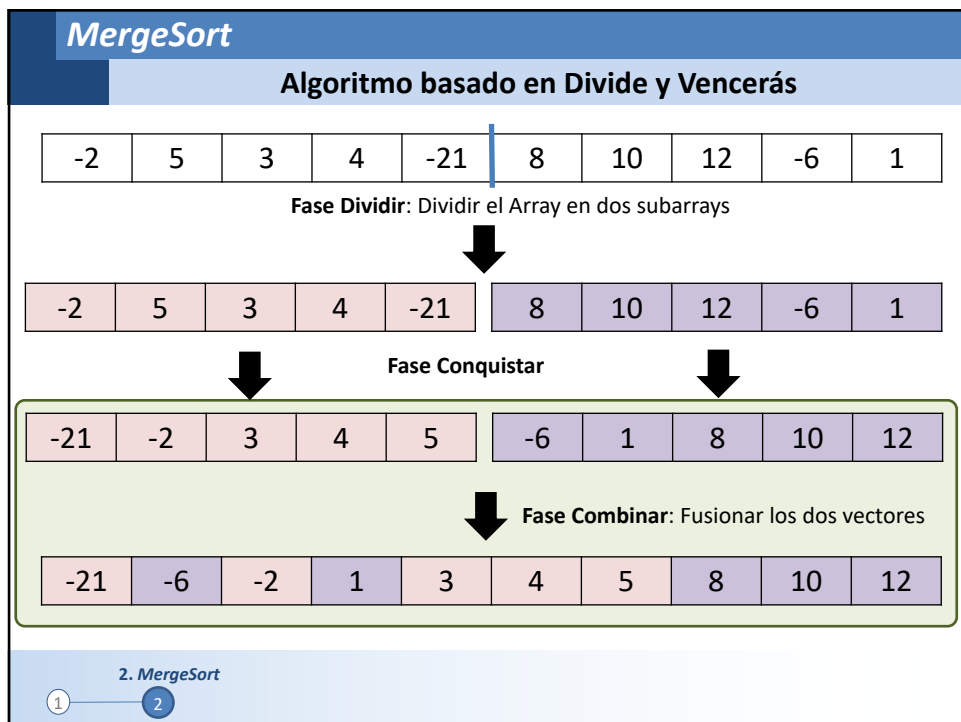 MergeSort
Algoritmo basado en Divide y Vencerás
-2 5 3 4 -21 8 10 12 -6 1
Fase Dividir: Dividir el Array en dos subarrays
-2 5 3 4 -21 8 10 12 -6 1
Fase Conquistar
-21 -2 3 4 5 -6 1 8 10 12
Fase Combinar: Fusionar los dos vectores
-21 -6 -2 1 3 4 5 8 10 12
2. MergeSort
1 2